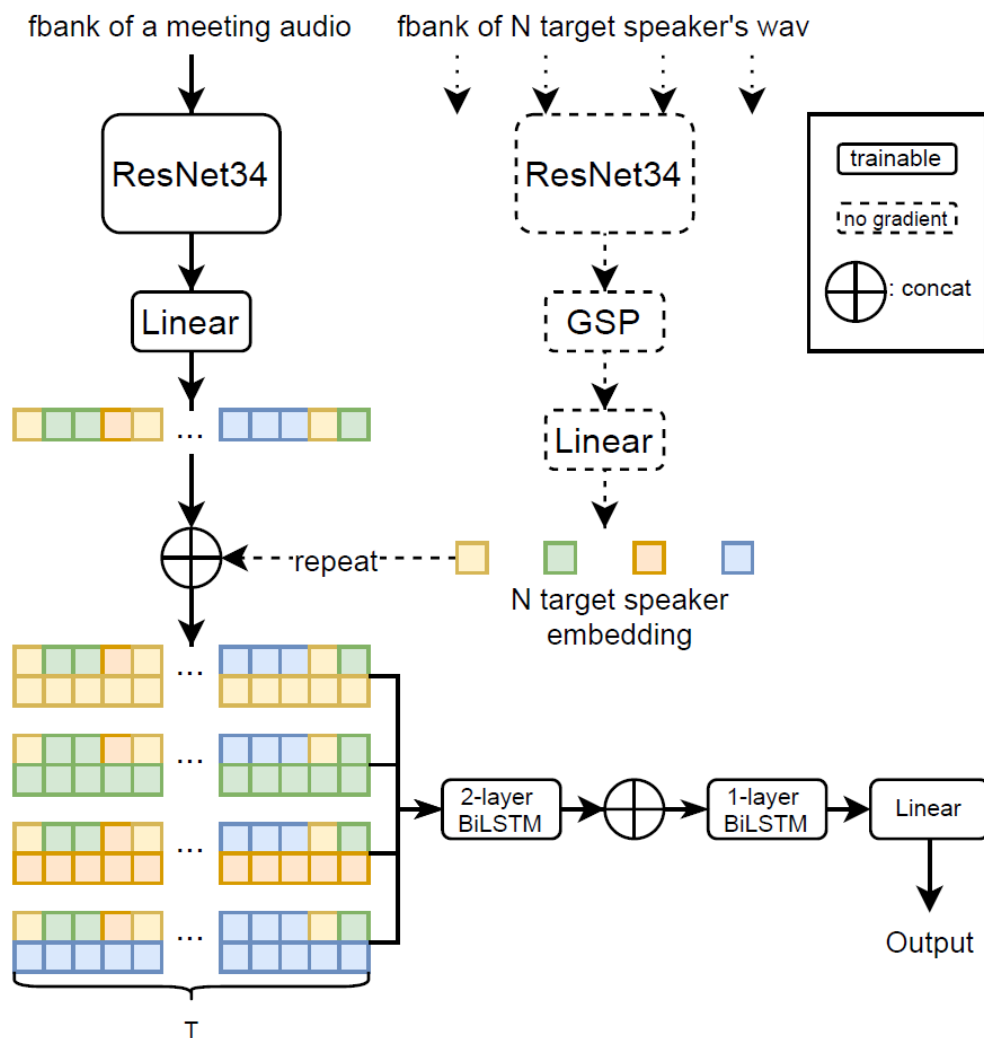 fbank of a meeting audio
fbank of N target speaker's wav
ResNet34
ResNet34
trainable
no gradient
: concat
Linear
GSP
Linear
...
repeat
N target speaker
embedding
...
...
...
...
2-layer
BiLSTM
1-layer
BiLSTM
Linear
Output
T